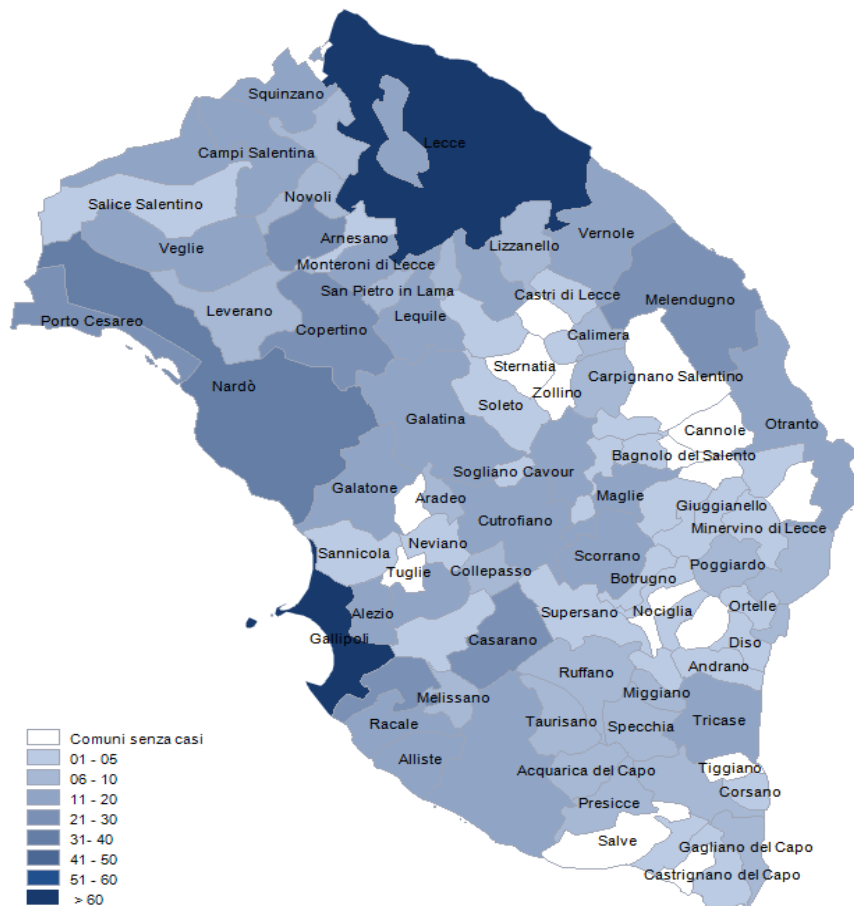 Squinzano
Lecce
Campi Salentina
Salice Salentino
Novoli
Arnesano
Vernole
Lizzanello
Veglie
Monteroni di Lecce
San Pietro in Lama
Castri di Lecce
Melendugno
Leverano
Lequile
Porto Cesareo
Copertino
Calimera
Sternatia
Carpignano Salentino
Nardò
Zollino
Soleto
Galatina
Otranto
Cannole
Bagnolo del Salento
Sogliano Cavour
Galatone
Aradeo
Maglie
Giuggianello
Cutrofiano
Minervino di Lecce
Neviano
Sannicola
Scorrano
Tuglie
Collepasso
Poggiardo
Botrugno
Ortelle
Alezio
Supersano
Nociglia
Gallipoli
Casarano
Diso
Andrano
Ruffano
Melissano
Miggiano
Racale
Taurisano
Specchia
Tricase
Alliste
Acquarica del Capo
Tiggiano
Corsano
Presicce
Salve
Gagliano del Capo
Castrignano del Capo
Comuni senza casi
01 - 05
06 - 10
11 - 20
21 - 30
31- 40
41 - 50
51 - 60
> 60